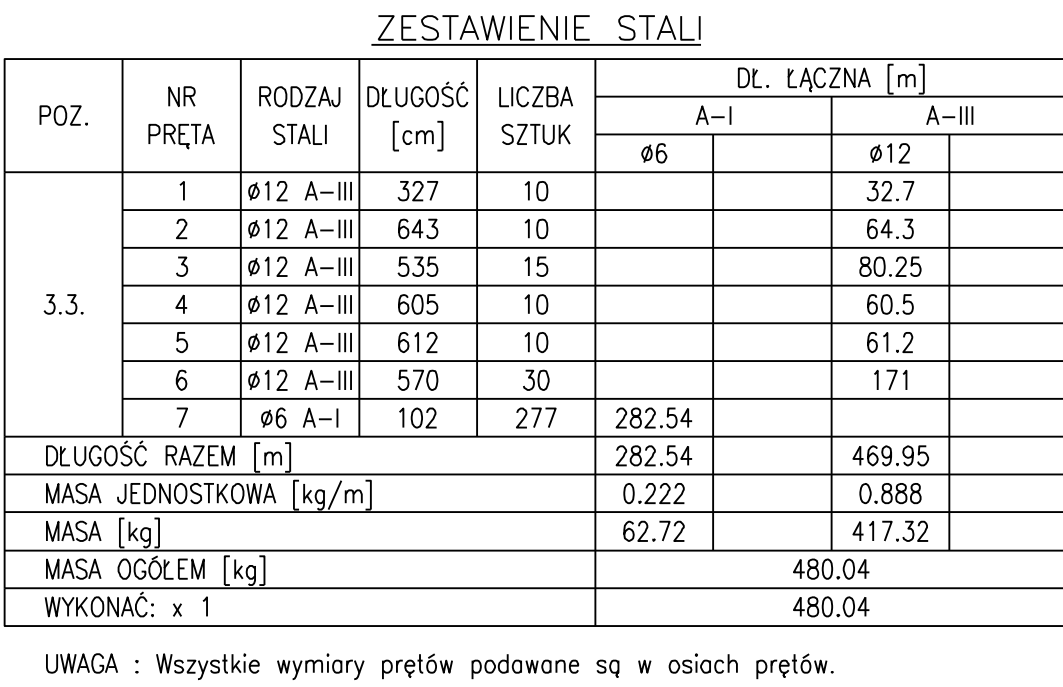 ZESTAWIENIE STALI
POZ. NR PRĘTA RODZAJ STALI DŁUGOŚĆ [cm] LICZBA SZTUK DŁ. ŁĄCZNA [m]
A-I A-III
ø6 ø12
3.3.
1 ø12 A-III 327 10 32.7
2 ø12 A-III 643 10 64.3
3 ø12 A-III 535 15 80.25
4 ø12 A-III 605 10 60.5
5 ø12 A-III 612 10 61.2
6 ø12 A-III 570 30 171
7 ø6 A-I 102 277 282.54
DŁUGOŚĆ RAZEM [m] 282.54 469.95
MASA JEDNOSTKOWA [kg/m] 0.222 0.888
MASA [kg] 62.72 417.32
MASA OGÓŁEM [kg] 480.04
WYKONAĆ: x 1 480.04
UWAGA : Wszystkie wymiary prętów podawane są w osiach prętów.